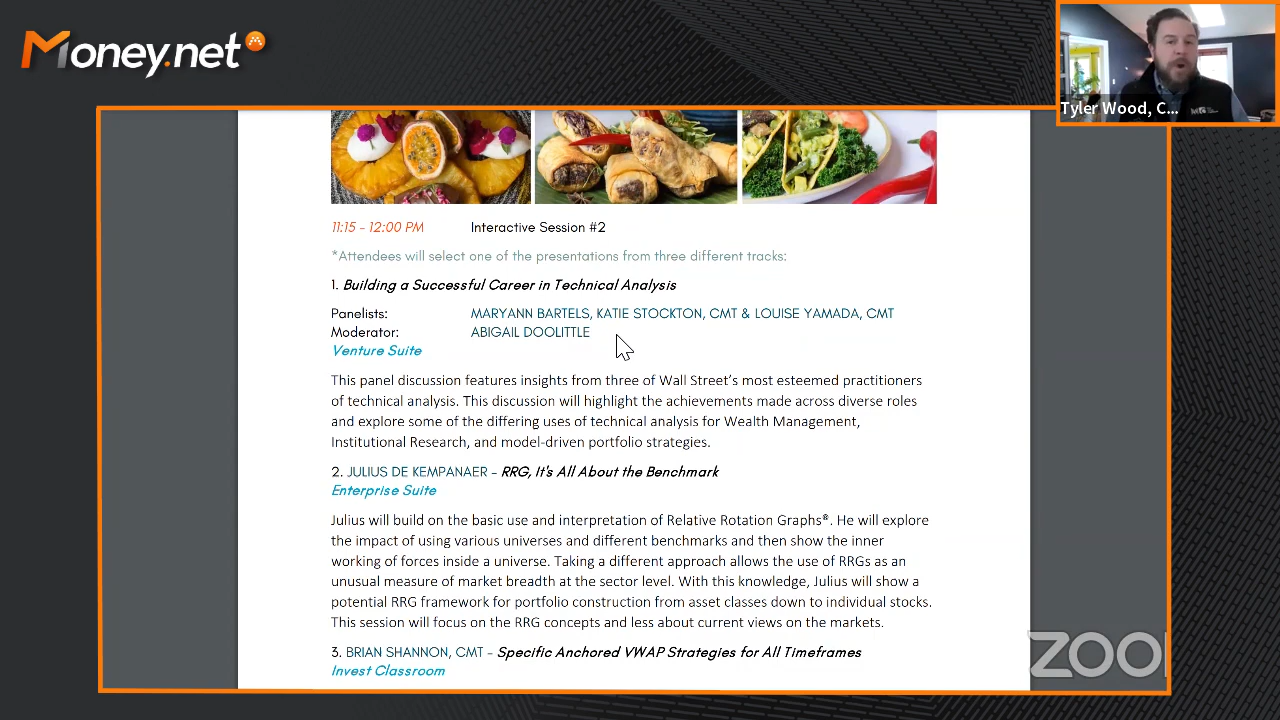 Money.net
Tyler Wood, C...
11:15 - 12:00 PM Interactive Session #2
*Attendees will select one of the presentations from three different tracks:
1. Building a Successful Career in Technical Analysis
Panelists: MARYANN BARTELS, KATIE STOCKTON, CMT & LOUISE YAMADA, CMT
Moderator: ABIGAIL DOOLITTLE
Venture Suite
This panel discussion features insights from three of Wall Street’s most esteemed practitioners
of technical analysis. This discussion will highlight the achievements made across diverse roles
and explore some of the differing uses of technical analysis for Wealth Management,
Institutional Research, and model-driven portfolio strategies.
2. JULIUS DE KEMPANAER - RRG, It's All About the Benchmark
Enterprise Suite
Julius will build on the basic use and interpretation of Relative Rotation Graphs®. He will explore
the impact of using various universes and different benchmarks and then show the inner
working of forces inside a universe. Taking a different approach allows the use of RRGs as an
unusual measure of market breadth at the sector level. With this knowledge, Julius will show a
potential RRG framework for portfolio construction from asset classes down to individual stocks.
This session will focus on the RRG concepts and less about current views on the markets.
3. BRIAN SHANNON, CMT - Specific Anchored VWAP Strategies for All Timeframes
Invest Classroom
ZOO